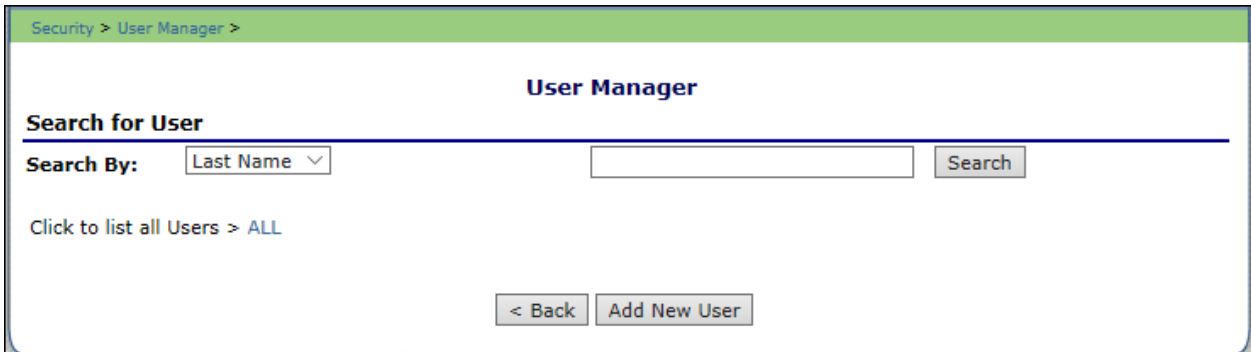 Security > User Manager >
User Manager
Search for User
Search By: Last Name Search
Click to list all Users > ALL
< Back Add New User